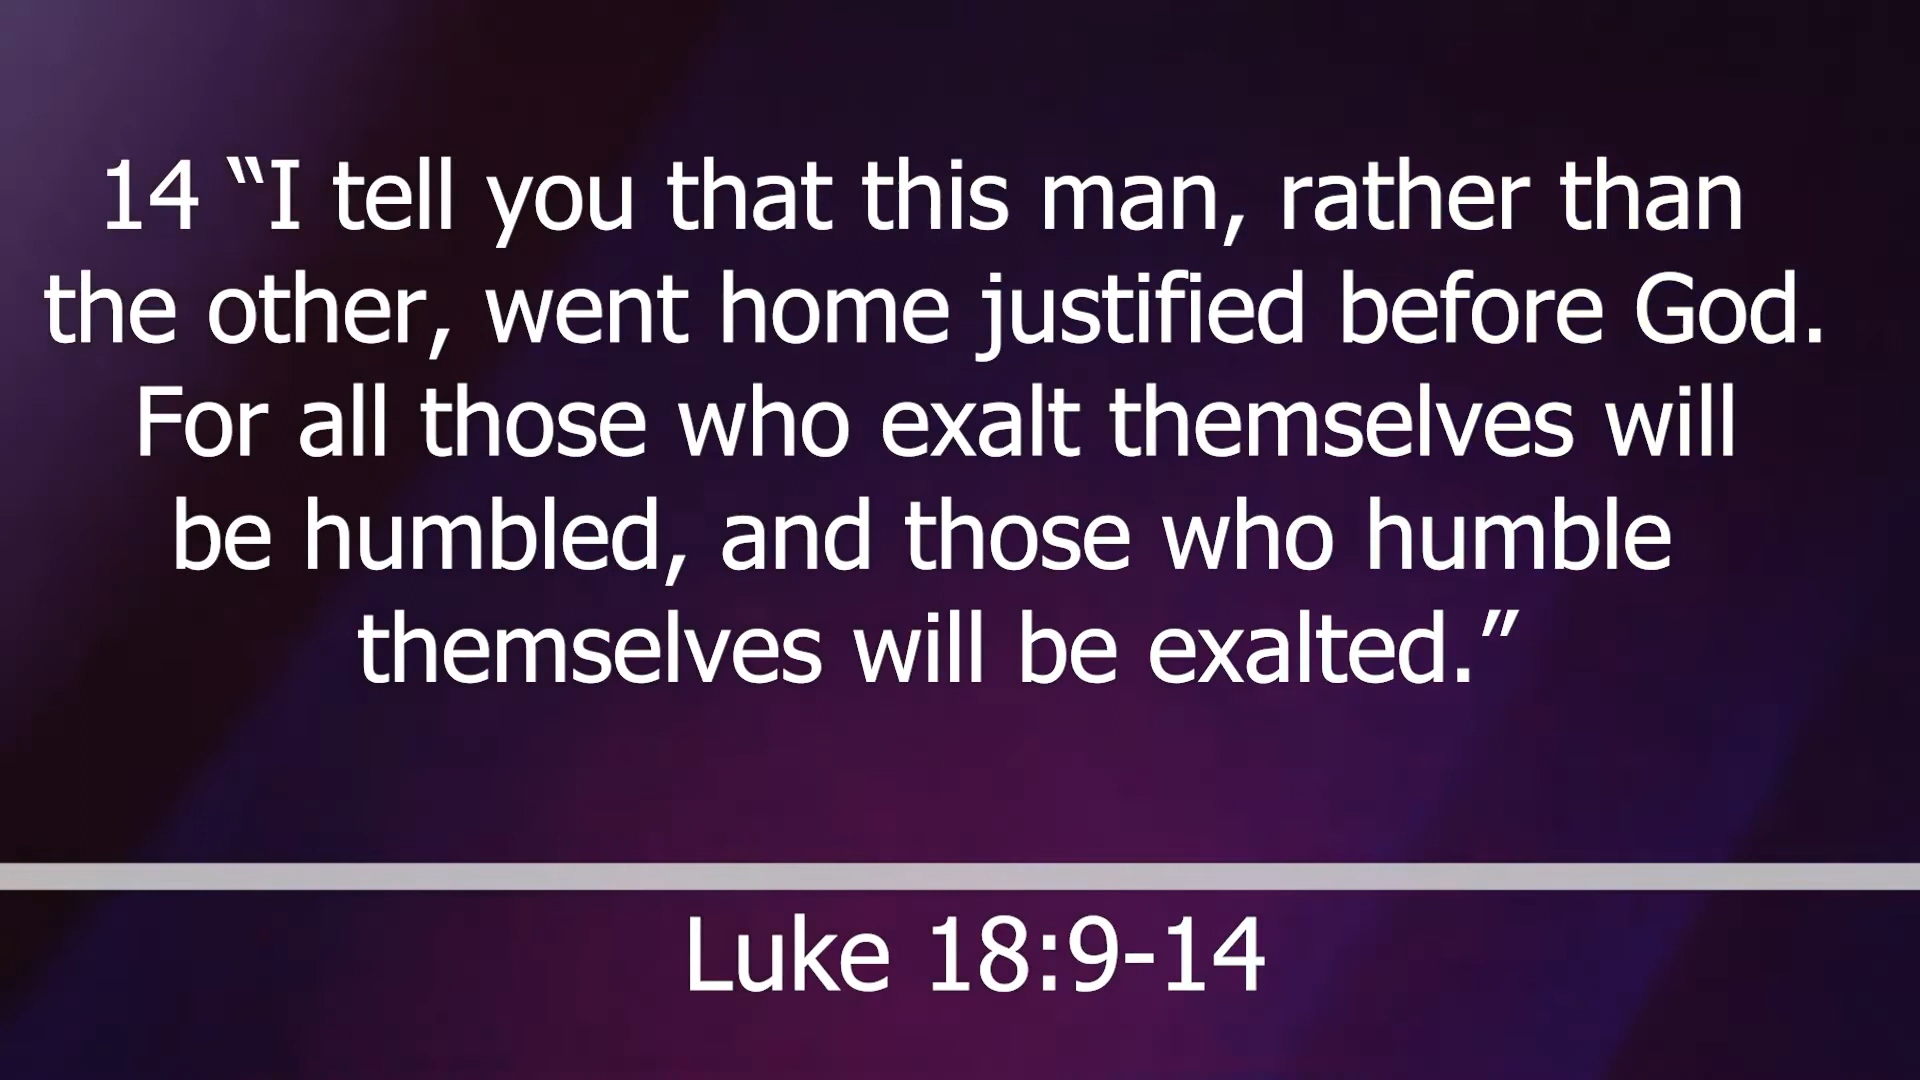 14 “I tell you that this man, rather than
the other, went home justified before God.
For all those who exalt themselves will
be humbled, and those who humble
themselves will be exalted.”
Luke 18:9-14